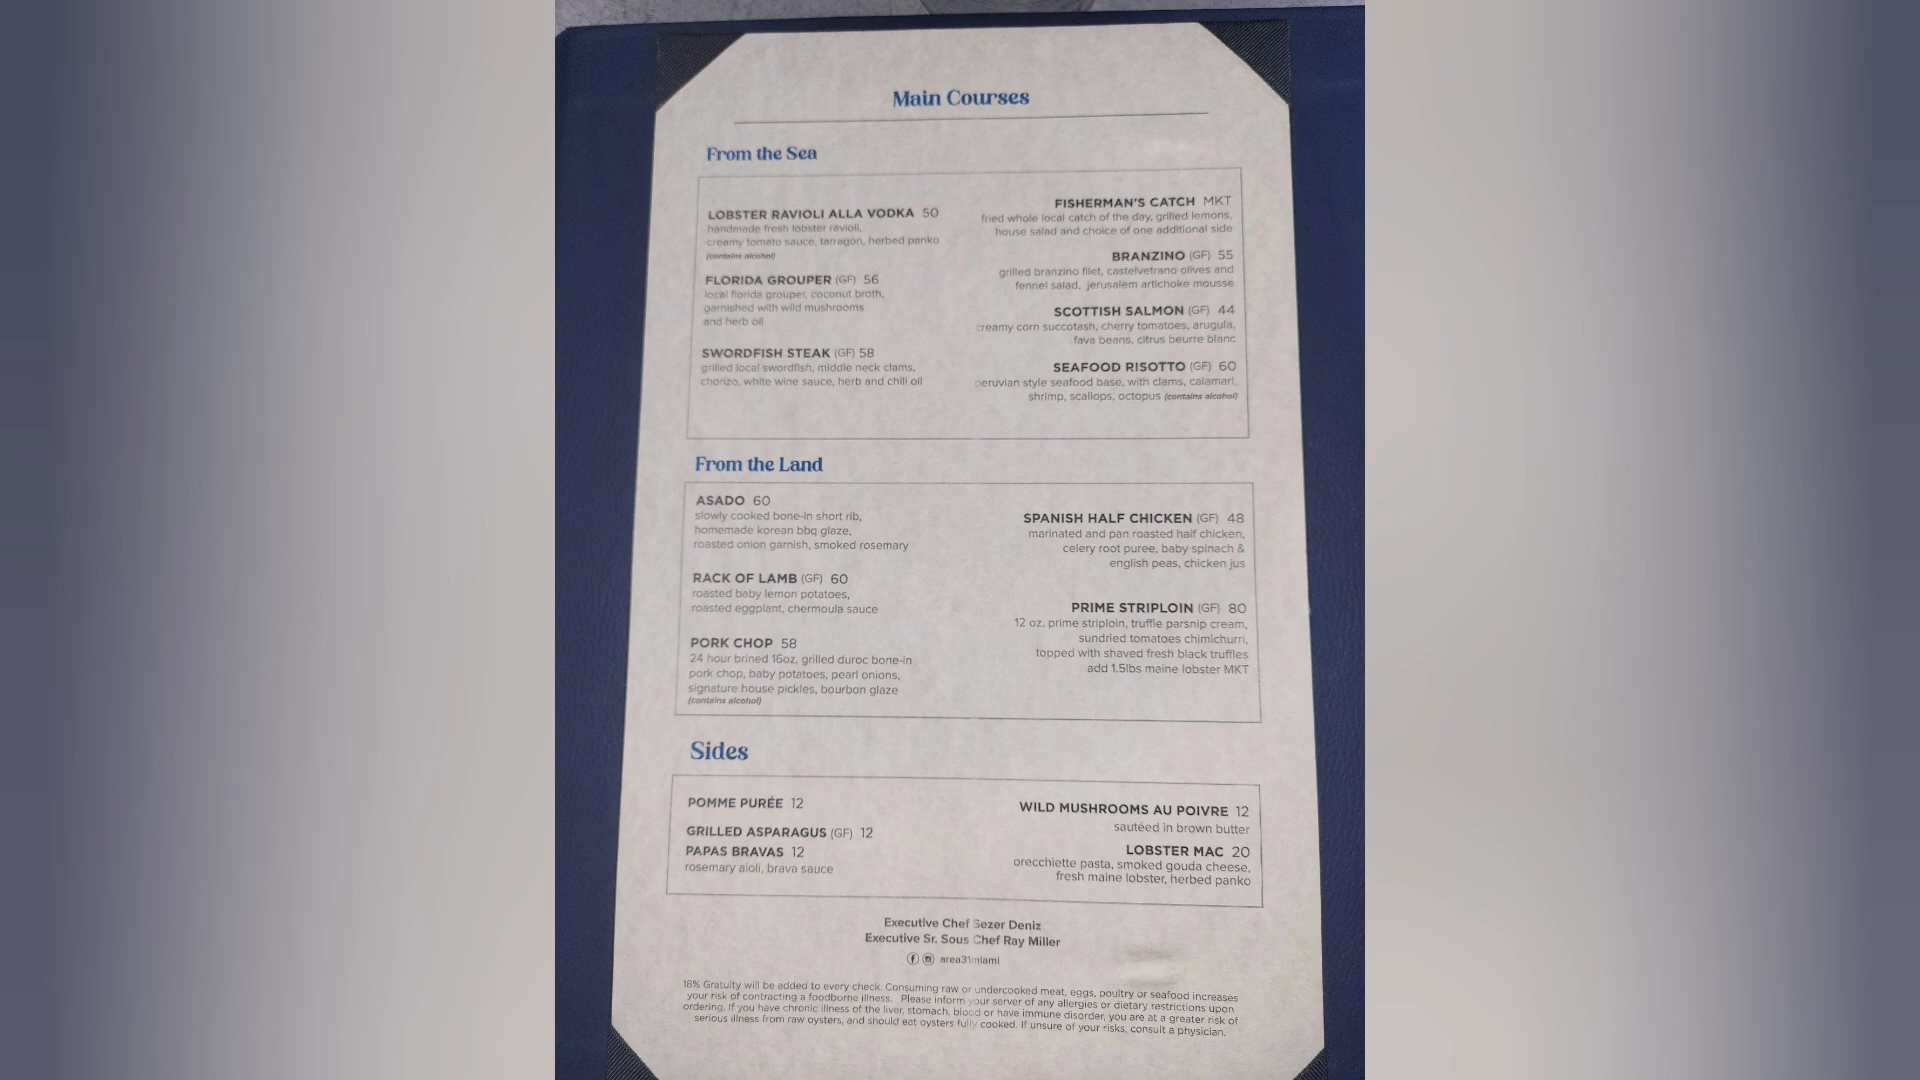 Main Courses
From the Sea
LOBSTER RAVIOLI ALLA VODKA 50
handmade fresh lobster ravioli,
creamy tomato sauce, tarragon, herbed panko
(contains alcohol)
FLORIDA GROUPER (GF) 56
local florida grouper, coconut broth,
garnished with wild mushrooms
and herb oil
SWORDFISH STEAK (GF) 58
grilled local swordfish, middle neck clams,
chorizo, white wine sauce, herb and chili oil
FISHERMAN'S CATCH MKT
fried whole local catch of the day, grilled lemons,
house salad and choice of one additional side
BRANZINO (GF) 55
grilled branzino filet, castelvetrano olives and
fennel salad, jerusalem artichoke mousse
SCOTTISH SALMON (GF) 44
creamy corn succotash, cherry tomatoes, arugula,
fava beans, citrus beurre blanc
SEAFOOD RISOTTO (GF) 60
peruvian style seafood base, with clams, calamari,
shrimp, scallops, octopus (contains alcohol)
From the Land
ASADO 60
slowly cooked bone-in short rib,
homemade korean bbq glaze,
roasted onion garnish, smoked rosemary
RACK OF LAMB (GF) 60
roasted baby lemon potatoes,
roasted eggplant, chermoula sauce
PORK CHOP 58
24 hour brined 16oz, grilled duroc bone-in
pork chop, baby potatoes, pearl onions,
signature house pickles, bourbon glaze
(contains alcohol)
SPANISH HALF CHICKEN (GF) 48
marinated and pan roasted half chicken,
celery root puree, baby spinach &
english peas, chicken jus
PRIME STRIPLOIN (GF) 80
12 oz. prime striploin, truffle parsnip cream,
sundried tomatoes chimichurri,
topped with shaved fresh black truffles
add 1.5lbs maine lobster MKT
Sides
POMME PURÉE 12
GRILLED ASPARAGUS (GF) 12
PAPAS BRAVAS 12
rosemary aioli, brava sauce
WILD MUSHROOMS AU POIVRE 12
sautéed in brown butter
LOBSTER MAC 20
orecchiette pasta, smoked gouda cheese,
fresh maine lobster, herbed panko
Executive Chef Sezer Deniz
Executive Sr. Sous Chef Ray Miller
area31miami
18% Gratuity will be added to every check. Consuming raw or undercooked meat, eggs, poultry or seafood increases
your risk of contracting a foodborne illness. Please inform your server of any allergies or dietary restrictions upon
ordering. If you have chronic illness of the liver, stomach, blood or have immune disorder, you are at a greater risk of
serious illness from raw oysters, and should eat oysters fully cooked. If unsure of your risks, consult a physician.